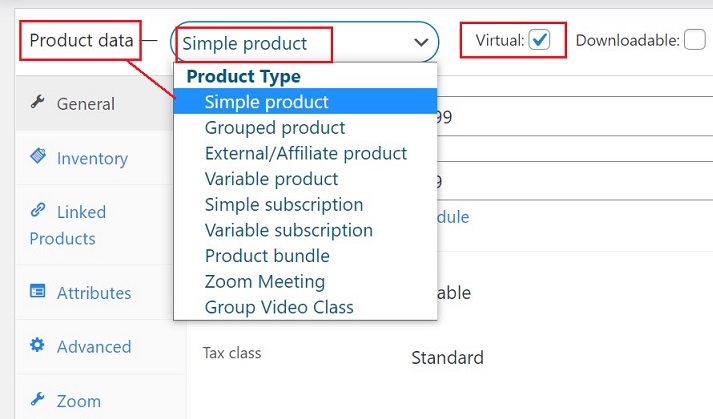 Product data —
Simple product
Virtual:
Downloadable:
Product Type
Simple product
Grouped product
External/Affiliate product
Variable product
Simple subscription
Variable subscription
Product bundle
Zoom Meeting
Group Video Class
General
Inventory
Linked
Products
Attributes
Advanced
Zoom
99
9
dule
able
Tax class
Standard